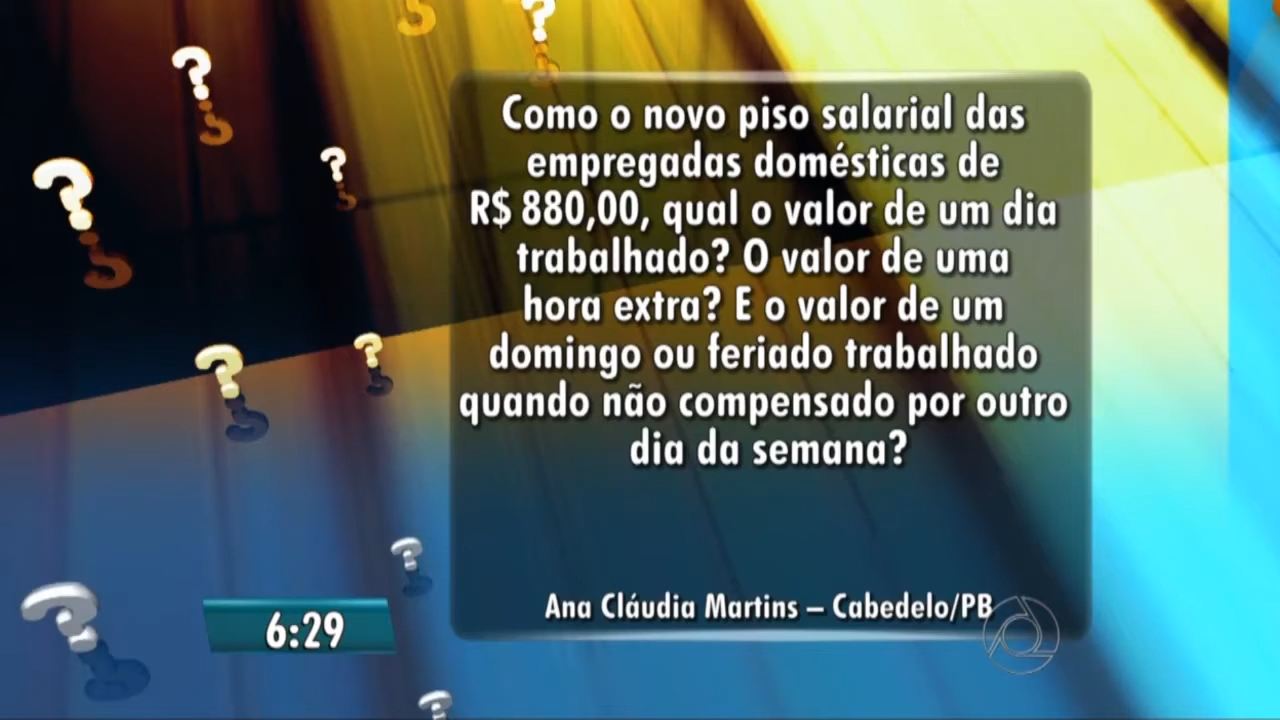 Como o novo piso salarial das
empregadas domésticas de
R$ 880,00, qual o valor de um dia
trabalhado? O valor de uma
hora extra? E o valor de um
domingo ou feriado trabalhado
quando não compensado por outro
dia da semana?
Ana Cláudia Martins – Cabedelo/PB
6:29